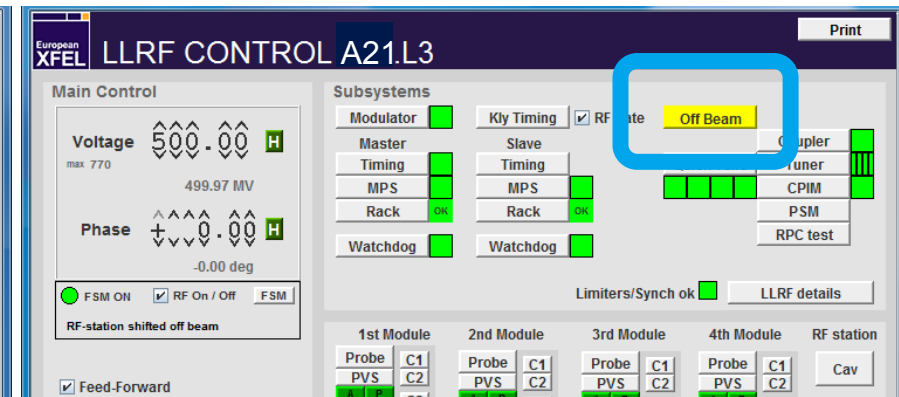 Print
European
XFEL
LLRF CONTROL A21.L3
Main Control
Voltage 500.00 H
max 770
499.97 MV
Phase +0.00 H
-0.00 deg
FSM ON RF On / Off FSM
RF-station shifted off beam
Feed-Forward
Subsystems
Modulator Kly Timing RF Off Beam
Master Slave Coupler
Timing Timing Tuner
MPS MPS CPIM
Rack OK Rack OK PSM
Watchdog Watchdog RPC test
Limiters/Synch ok LLRF details
1st Module 2nd Module 3rd Module 4th Module RF station
Probe C1 Probe C1 Probe C1 Probe C1 Cav
PVS C2 PVS C2 PVS C2 PVS C2
A P